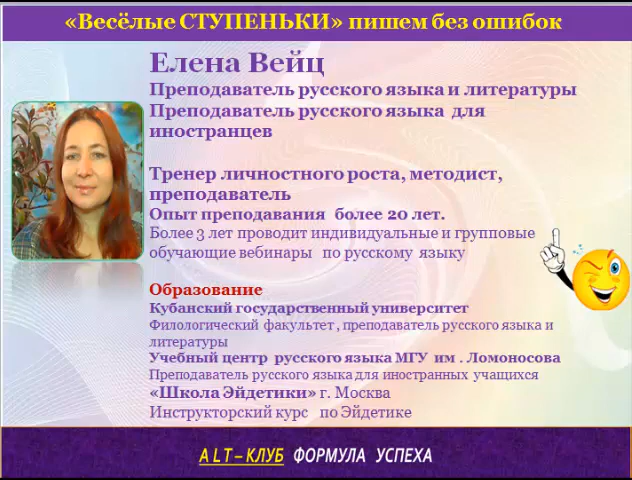 «Весёлые СТУПЕНЬКИ» пишем без ошибок
Елена Вейц
Преподаватель русского языка и литературы
Преподаватель русского языка для
иностранцев
Тренер личностного роста, методист,
преподаватель
Опыт преподавания более 20 лет.
Более 3 лет проводит индивидуальные и групповые
обучающие вебинары по русскому языку
Образование
Кубанский государственный университет
Филологический факультет , преподаватель русского языка и
литературы
Учебный центр русского языка МГУ им . Ломоносова
Преподаватель русского языка для иностранных учащихся
«Школа Эйдетики» г. Москва
Инструкторский курс по Эйдетике
ALT – КЛУБ ФОРМУЛА УСПЕХА